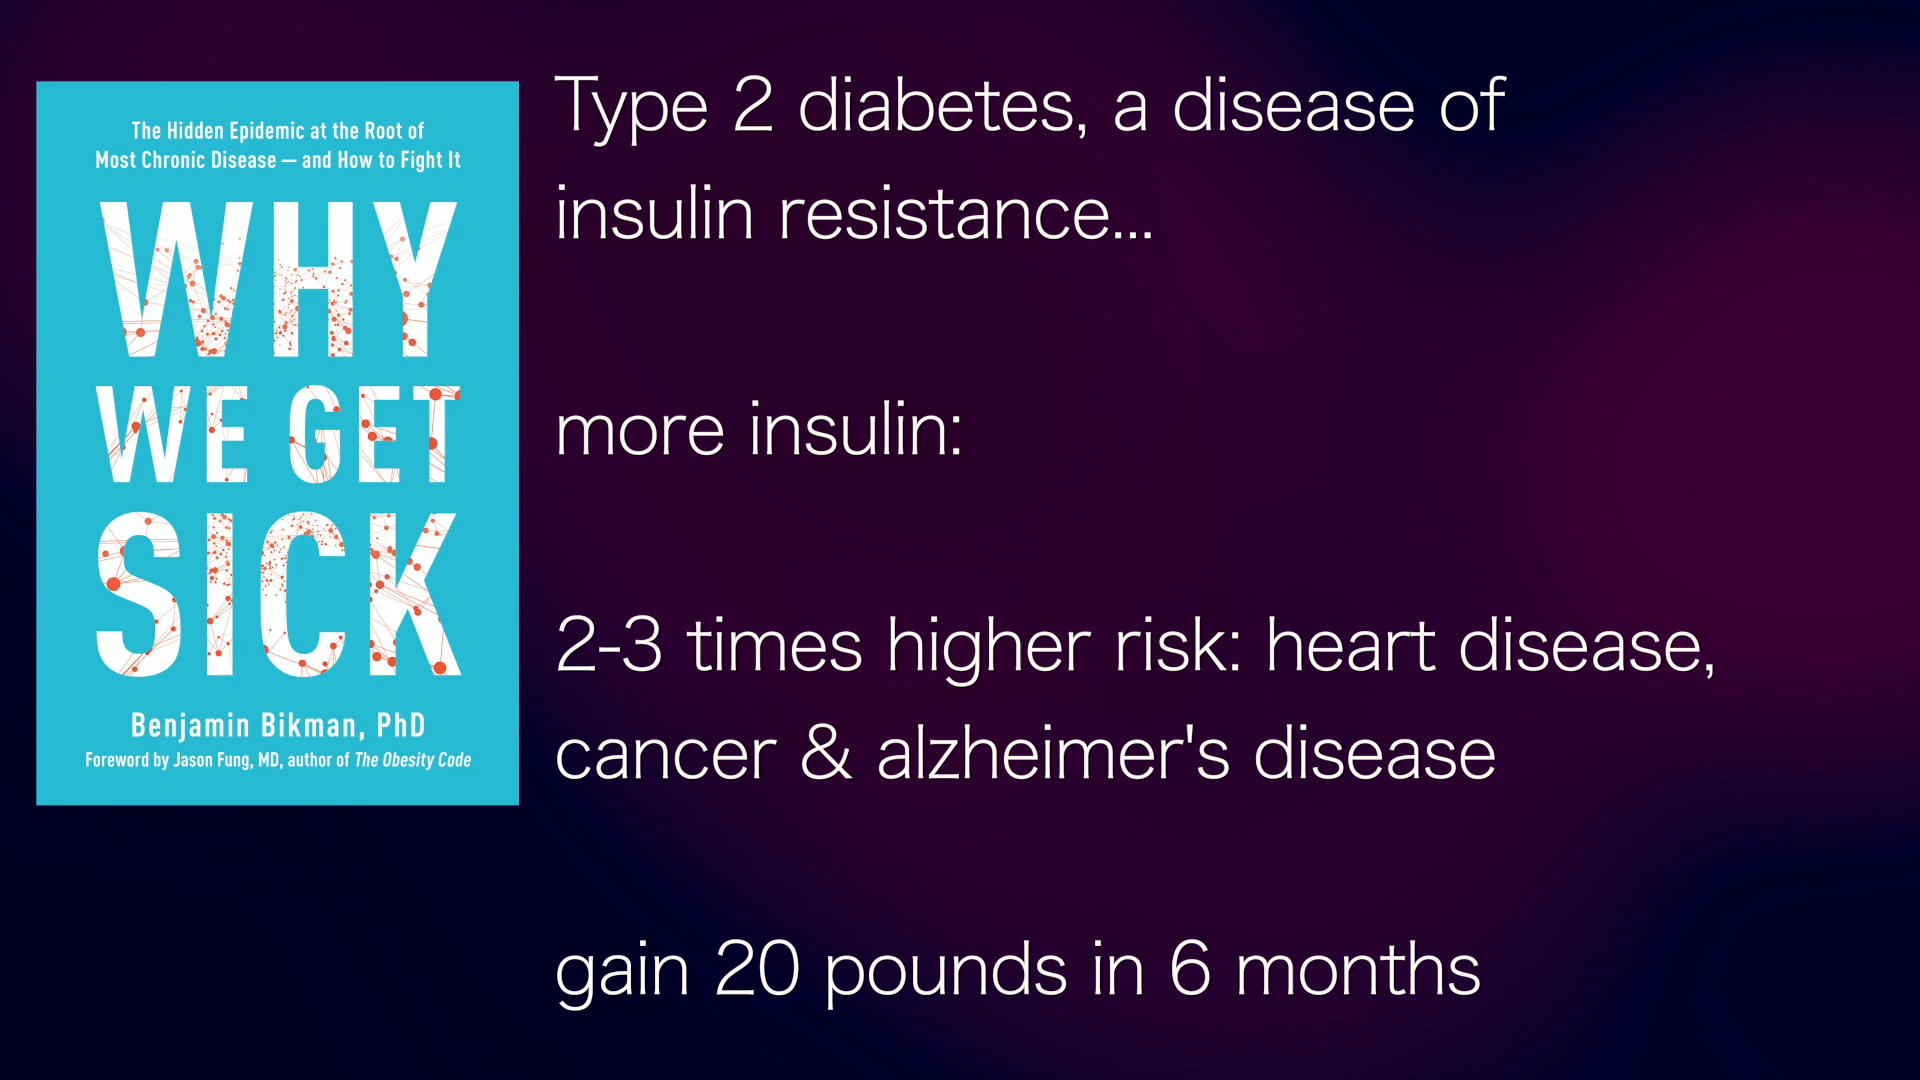 The Hidden Epidemic at the Root of
Most Chronic Disease — and How to Fight It
WHY
WE GET
SICK
Benjamin Bikman, PhD
Foreword by Jason Fung, MD, author of The Obesity Code
Type 2 diabetes, a disease of
insulin resistance...
more insulin:
2-3 times higher risk: heart disease,
cancer & alzheimer's disease
gain 20 pounds in 6 months